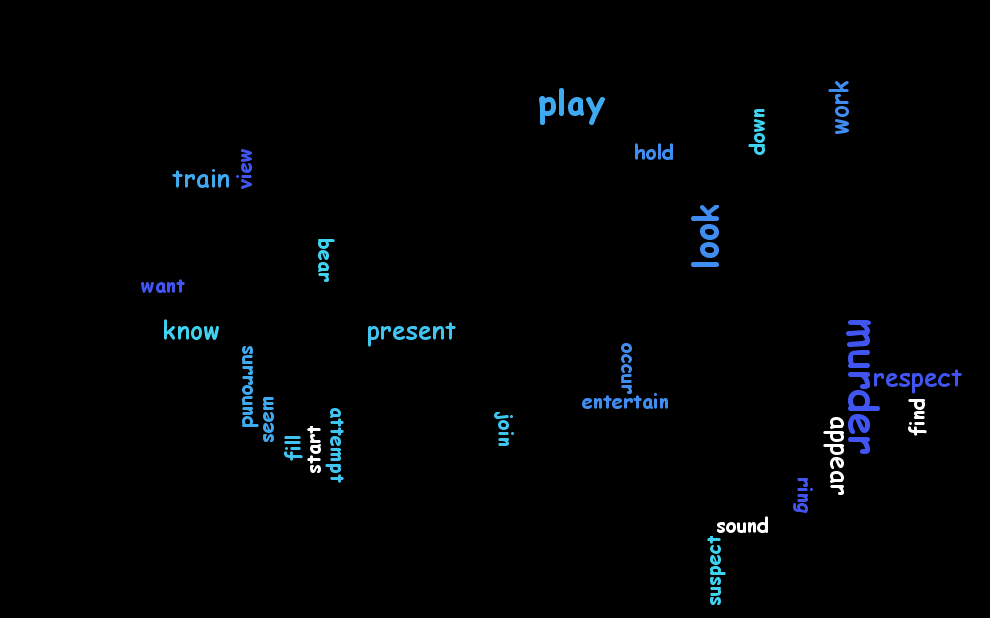 work
play
down
hold
view
train
look
bear
want
know
present
murder
occur
surround
respect
seem
entertain
find
attempt
join
appear
start
fill
ring
sound
suspect